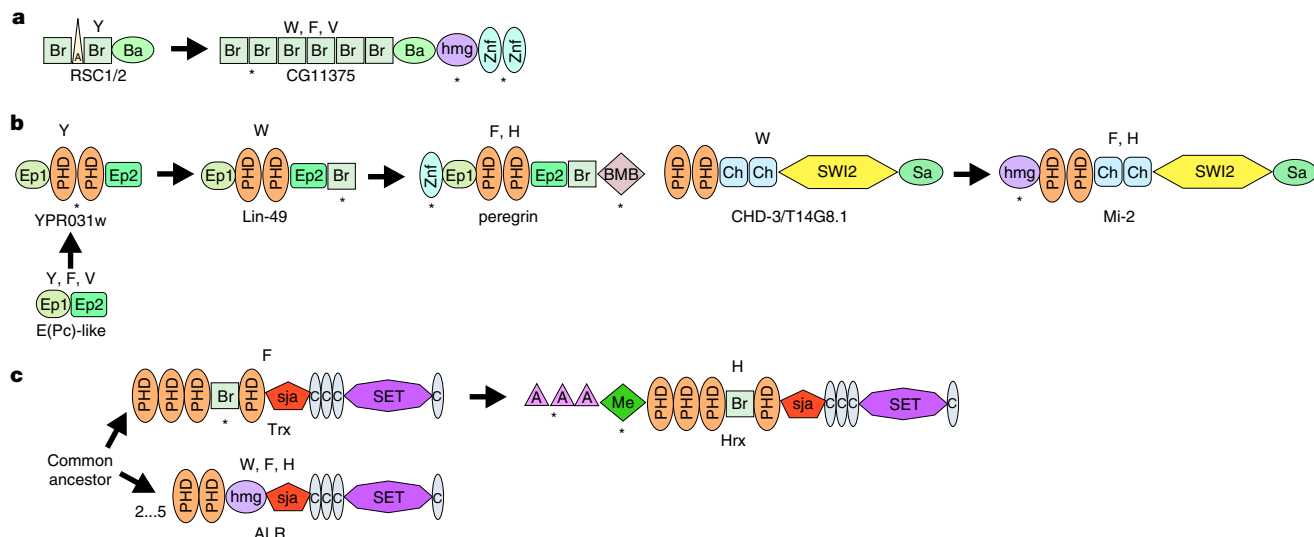 a
Y
W, F, V
Br A Br Ba
Br Br Br Br Br Br Ba hmg Znf Znf
RSC1/2
* CG11375 * *
b
Y
W
F, H
W
F, H
Ep1 PHD PHD Ep2
Ep1 PHD PHD Ep2 Br
Znf Ep1 PHD PHD Ep2 Br BMB
PHD PHD Ch Ch SWI2 Sa
hmg PHD PHD Ch Ch SWI2 Sa
*
YPR031w
Lin-49 *
* peregrin *
CHD-3/T14G8.1
* Mi-2
Y, F, V
Ep1 Ep2
E(Pc)-like
c
F
H
PHD PHD PHD Br PHD sja C C C SET C
A A A Me PHD PHD PHD Br PHD sja C C C SET C
* Trx
* * Hrx
Common
ancestor
W, F, H
2...5 PHD PHD hmg sja C C C SET C
ALR